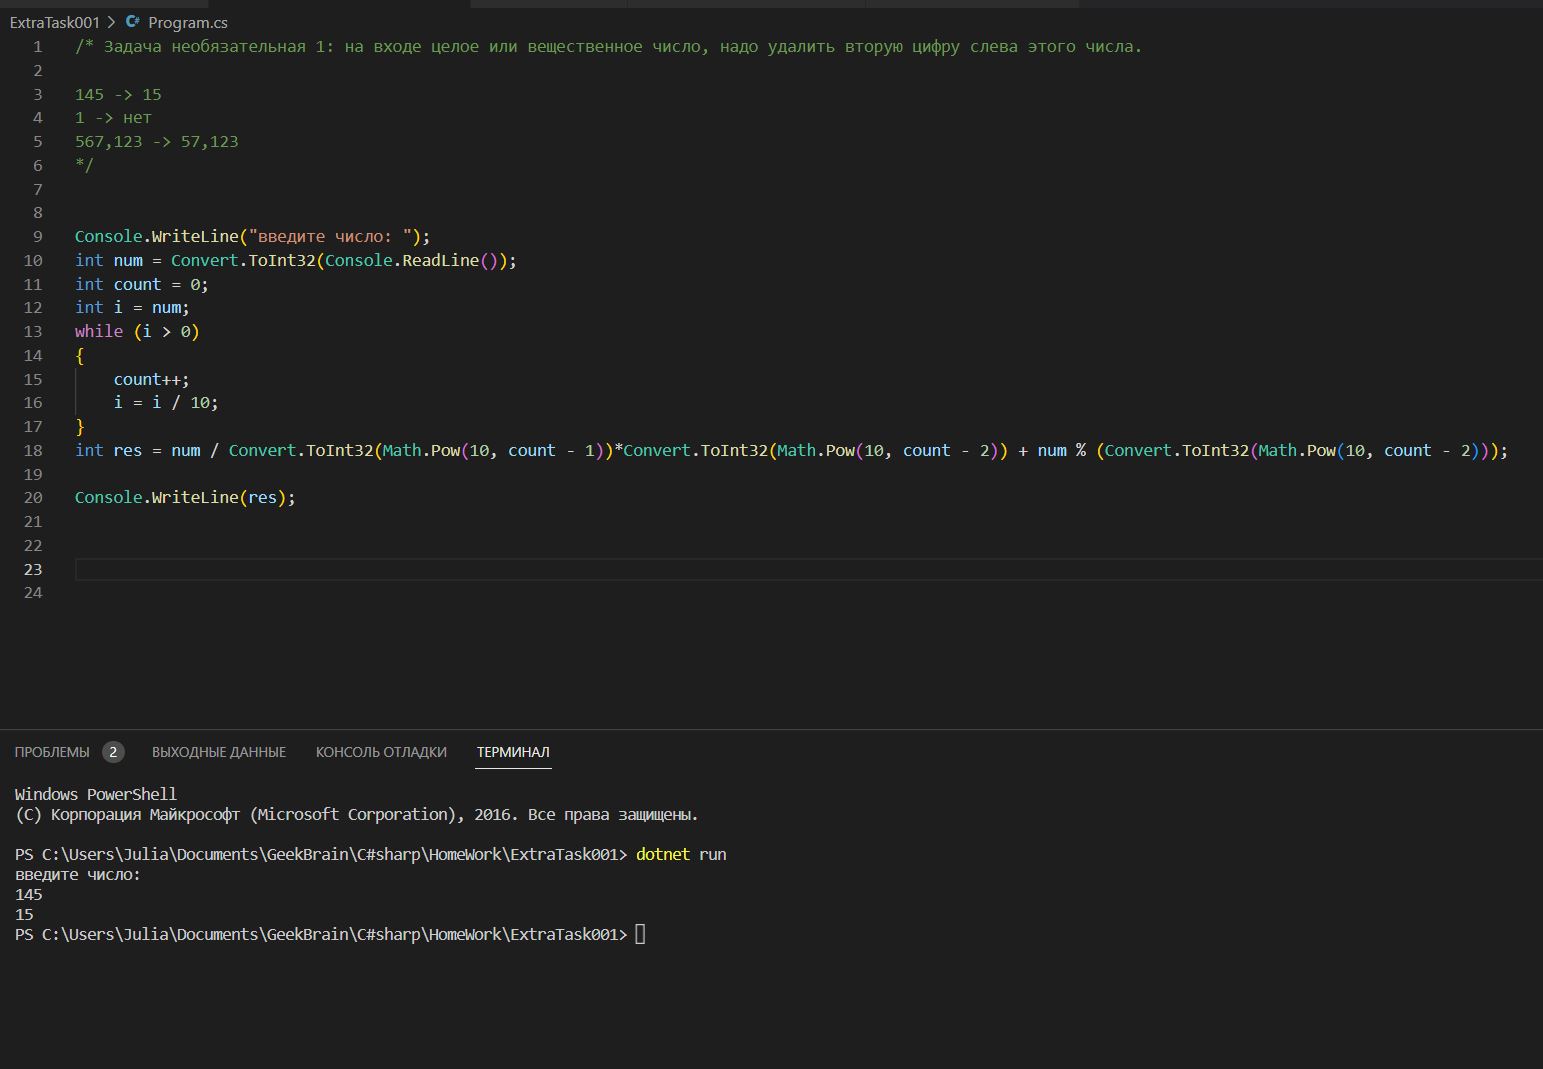 ExtraTask001 > C# Program.cs
1 /* Задача необязательная 1: на входе целое или вещественное число, надо удалить вторую цифру слева этого числа.
2
3 145 -> 15
4 1 -> нет
5 567,123 -> 57,123
6 */
7
8
9 Console.WriteLine("введите число: ");
10 int num = Convert.ToInt32(Console.ReadLine());
11 int count = 0;
12 int i = num;
13 while (i > 0)
14 {
15 count++;
16 i = i / 10;
17 }
18 int res = num / Convert.ToInt32(Math.Pow(10, count - 1))*Convert.ToInt32(Math.Pow(10, count - 2)) + num % (Convert.ToInt32(Math.Pow(10, count - 2)));
19
20 Console.WriteLine(res);
21
22
23
24
ПРОБЛЕМЫ 2 ВЫХОДНЫЕ ДАННЫЕ КОНСОЛЬ ОТЛАДКИ ТЕРМИНАЛ
Windows PowerShell
(C) Корпорация Майкрософт (Microsoft Corporation), 2016. Все права защищены.
PS C:\Users\Julia\Documents\GeekBrain\C#sharp\HomeWork\ExtraTask001> dotnet run
введите число:
145
15
PS C:\Users\Julia\Documents\GeekBrain\C#sharp\HomeWork\ExtraTask001>